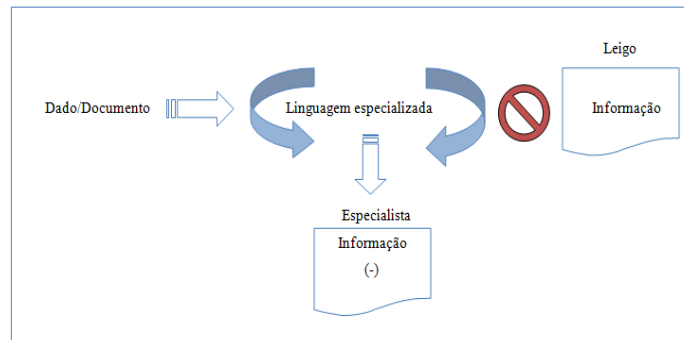 Leigo
Dado/Documento
Linguagem especializada
Informação
Especialista
Informação
(-)